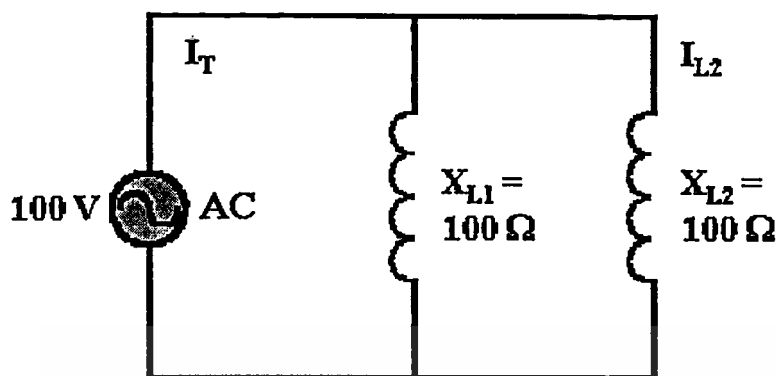 I_T
I_L2
100 V
AC
X_L1 =
100 Ω
X_L2 =
100 Ω